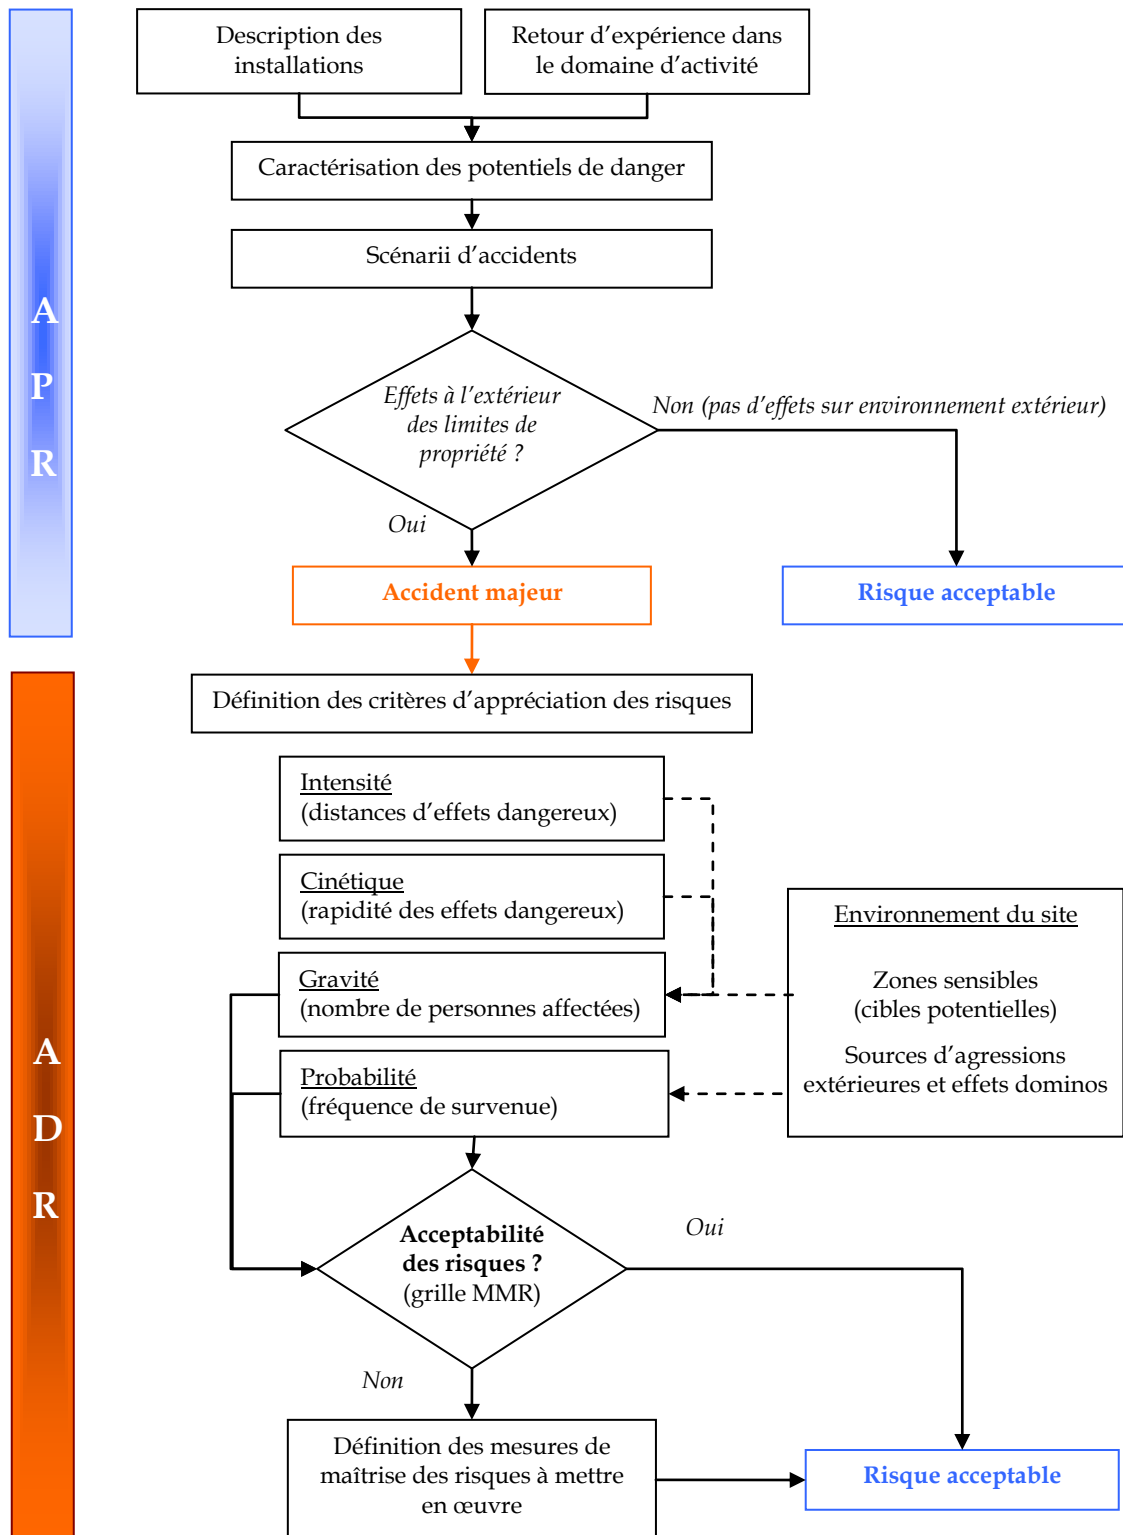 Description des
installations
Retour d'expérience dans
le domaine d'activité
Caractérisation des potentiels de danger
Scénarii d'accidents
A
P
R
Effets à l'extérieur
des limites de
propriété ?
Non (pas d'effets sur environnement extérieur)
Oui
Accident majeur
Risque acceptable
Définition des critères d'appréciation des risques
Intensité
(distances d'effets dangereux)
Cinétique
(rapidité des effets dangereux)
Gravité
(nombre de personnes affectées)
Probabilité
(fréquence de survenue)
Environnement du site
Zones sensibles
(cibles potentielles)
Sources d'agressions
extérieures et effets dominos
A
D
R
Acceptabilité
des risques ?
(grille MMR)
Oui
Non
Définition des mesures de
maîtrise des risques à mettre
en œuvre
Risque acceptable